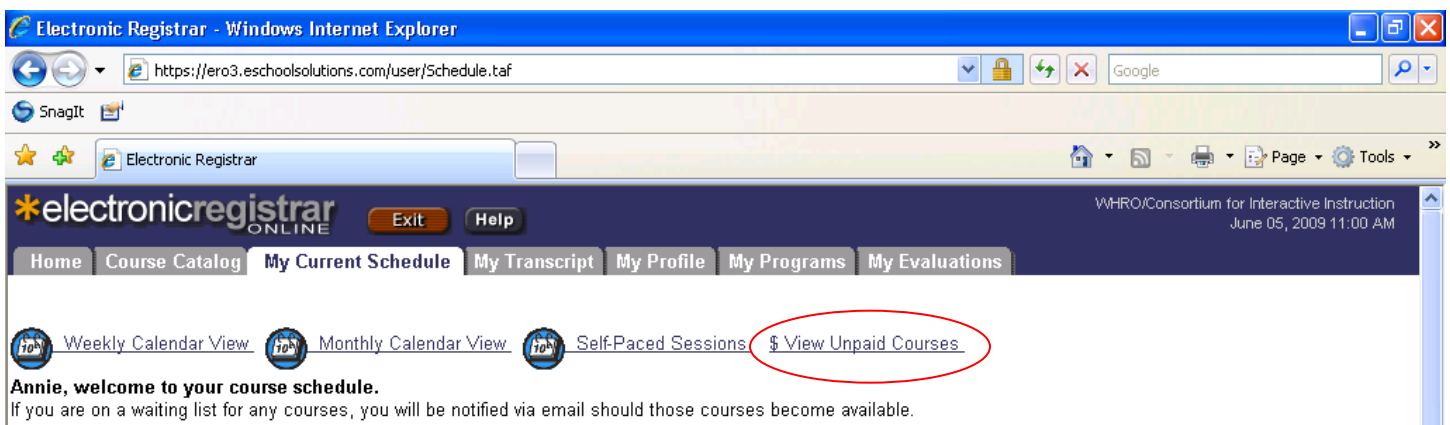 Electronic Registrar - Windows Internet Explorer
https://ero3.eschoolsolutions.com/user/Schedule.taf
Google
SnagIt
Electronic Registrar
Page
Tools
»
*electronicregistrar
ONLINE
Exit
Help
WHRO/Consortium for Interactive Instruction
June 05, 2009 11:00 AM
Home Course Catalog My Current Schedule My Transcript My Profile My Programs My Evaluations
Weekly Calendar View Monthly Calendar View Self-Paced Sessions $ View Unpaid Courses
Annie, welcome to your course schedule.
If you are on a waiting list for any courses, you will be notified via email should those courses become available.